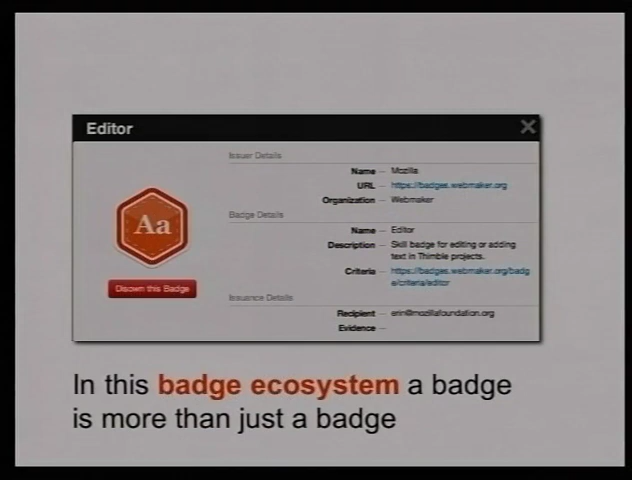 Editor
Issuer Details
Name — Mozilla
URL — https://badges.webmaker.org
Organization — Webmaker
Aa
Badge Details
Name — Editor
Description — Skill badge for editing or adding
text in Thimble projects.
Criteria — https://badges.webmaker.org/badg
e/criteria/editor
Disown this Badge
Issuance Details
Recipient — erin@mozillafoundation.org
Evidence —
In this badge ecosystem a badge
is more than just a badge